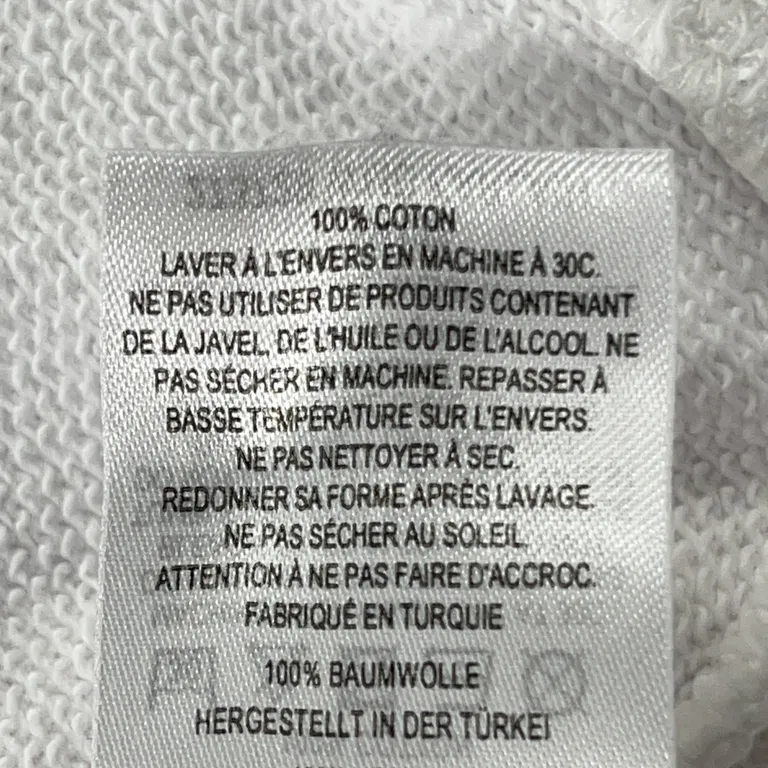 100% COTON
LAVER À L'ENVERS EN MACHINE À 30C.
NE PAS UTILISER DE PRODUITS CONTENANT
DE LA JAVEL, DE L'HUILE OU DE L'ALCOOL. NE
PAS SÉCHER EN MACHINE. REPASSER À
BASSE TEMPÉRATURE SUR L'ENVERS.
NE PAS NETTOYER À SEC.
REDONNER SA FORME APRÈS LAVAGE.
NE PAS SÉCHER AU SOLEIL.
ATTENTION À NE PAS FAIRE D'ACCROC.
FABRIQUÉ EN TURQUIE
100% BAUMWOLLE
HERGESTELLT IN DER TÜRKEI